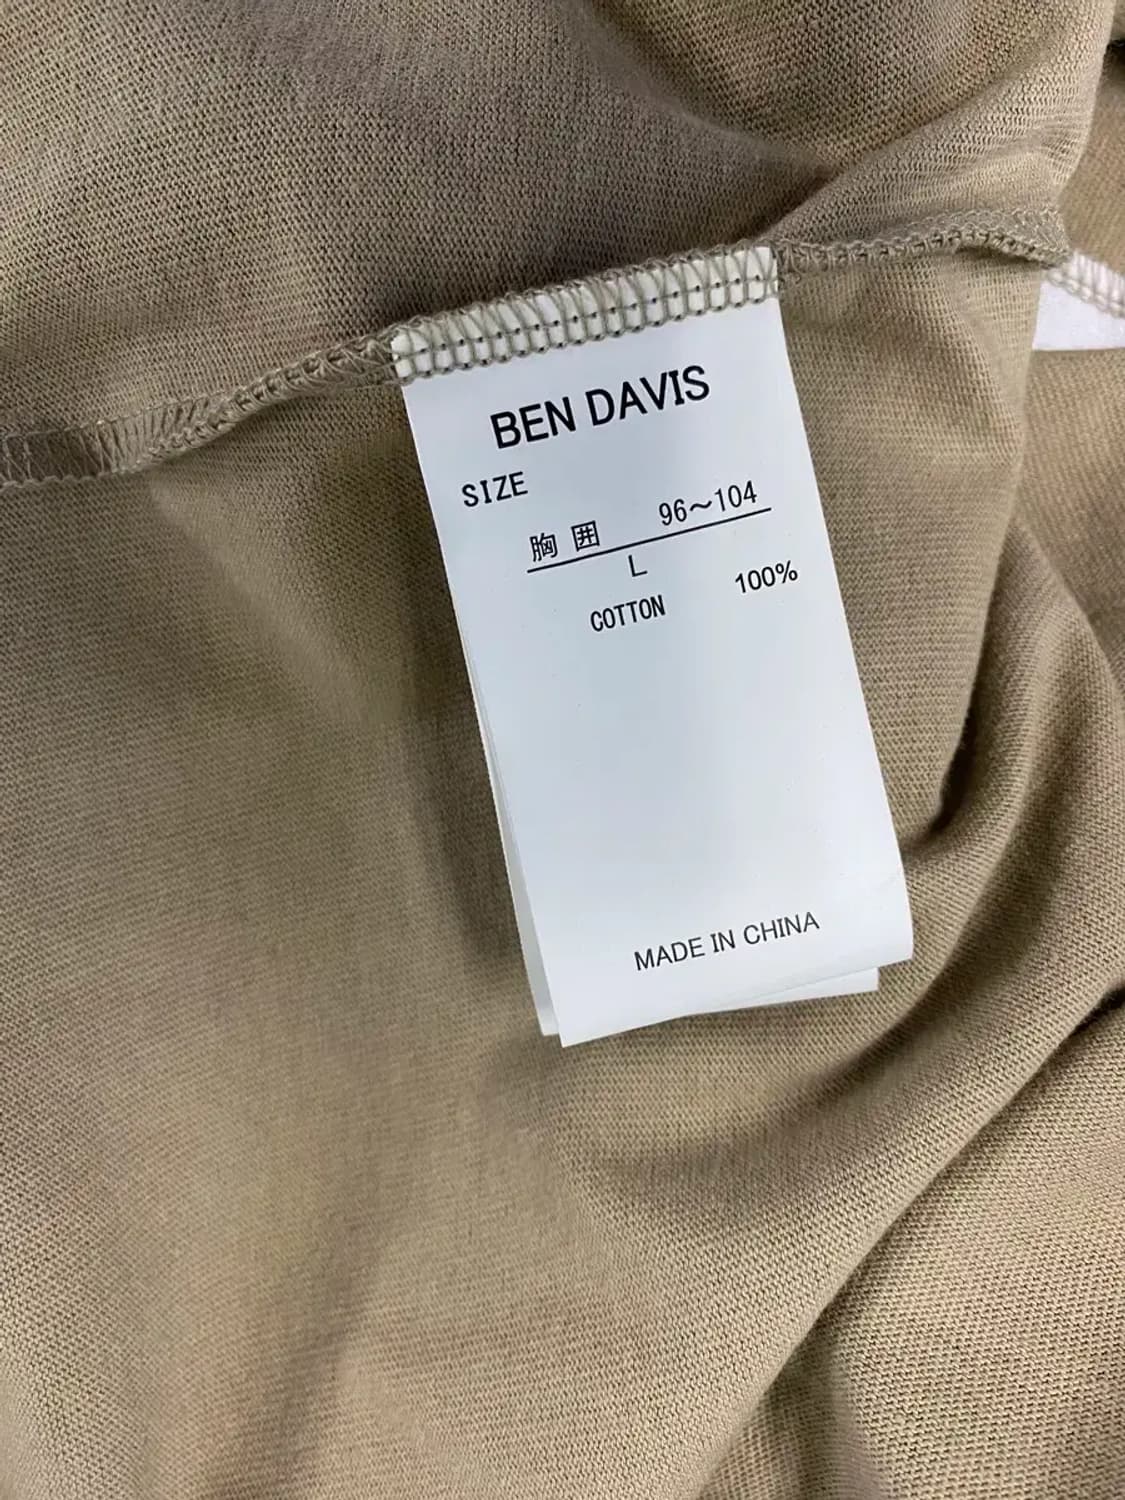 BEN DAVIS
SIZE
胸囲 96～104
L
COTTON 100%
MADE IN CHINA